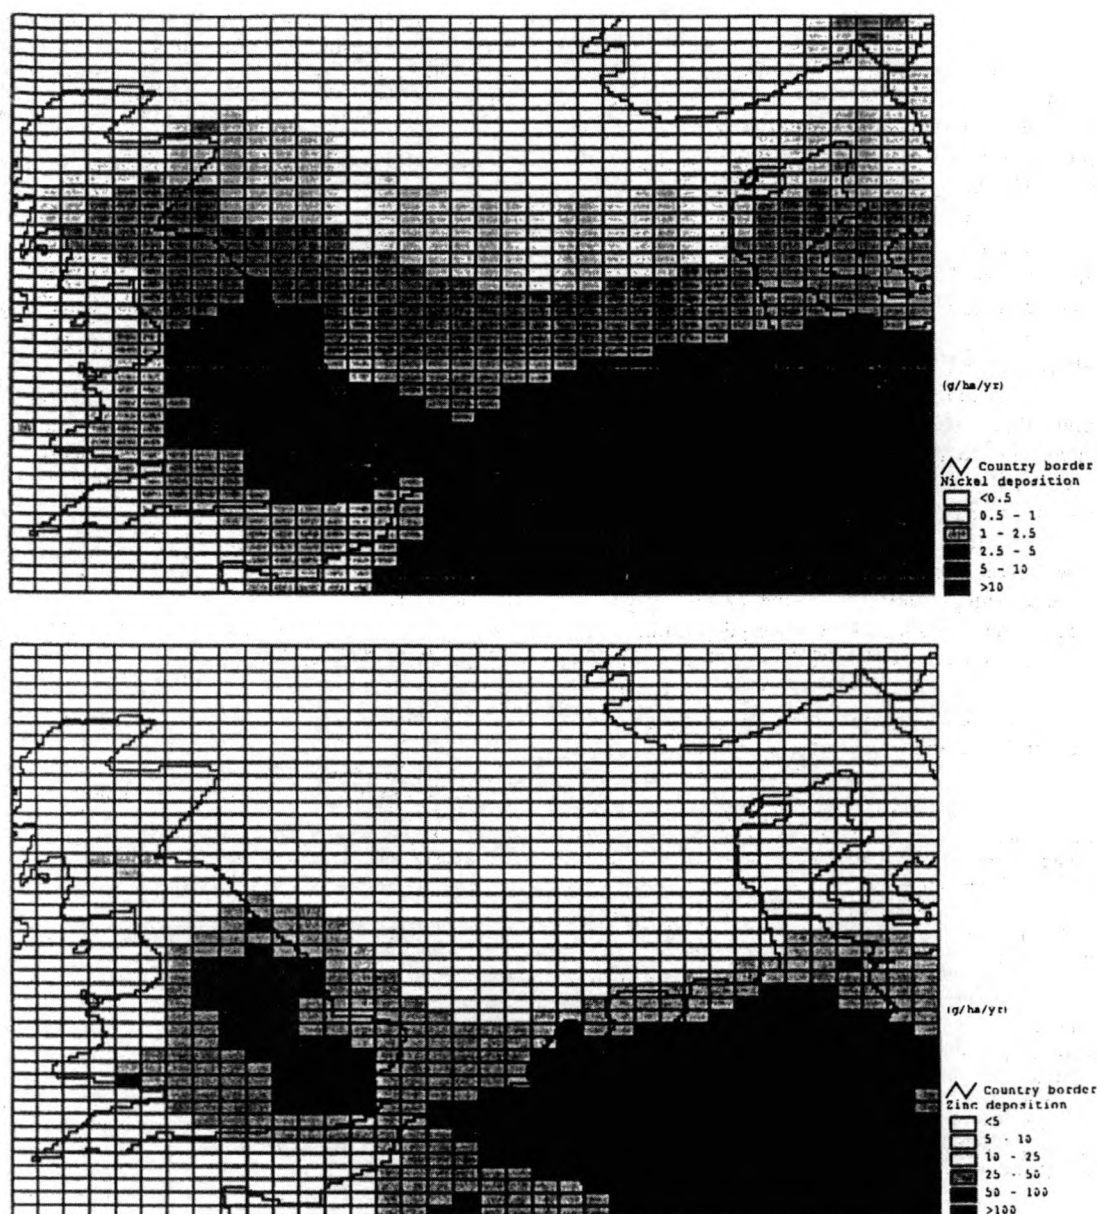 (g/ha/yr)
Country border
Nickel deposition
<0.5
0.5 - 1
1 - 2.5
2.5 - 5
5 - 10
>10
(g/ha/yr)
Country border
Zinc deposition
<5
5 - 10
10 - 25
25 - 50
50 - 100
>100